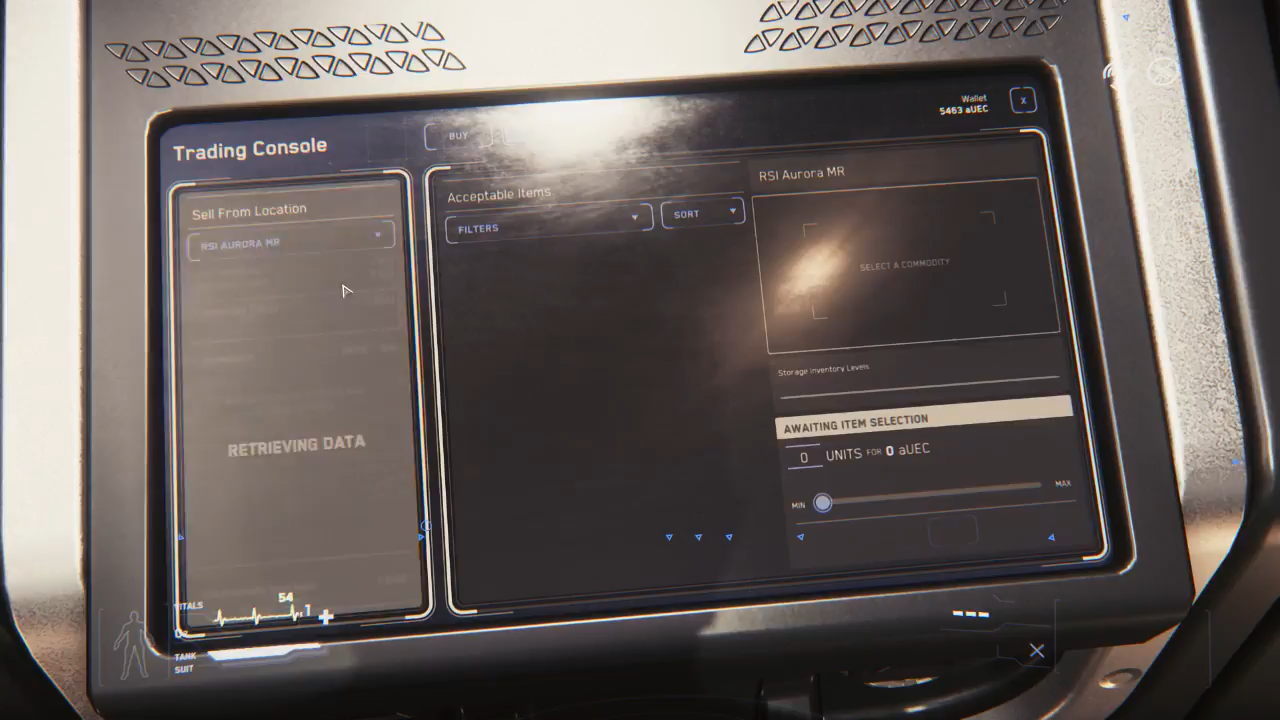 Wallet
5463 aUEC
X
Trading Console
BUY
Sell From Location
RSI AURORA MR
RETRIEVING DATA
Acceptable Items
FILTERS
SORT
RSI Aurora MR
SELECT A COMMODITY
Storage Inventory Levels
AWAITING ITEM SELECTION
0 UNITS FOR 0 aUEC
MIN
MAX
VITALS
54
TANK
SUIT